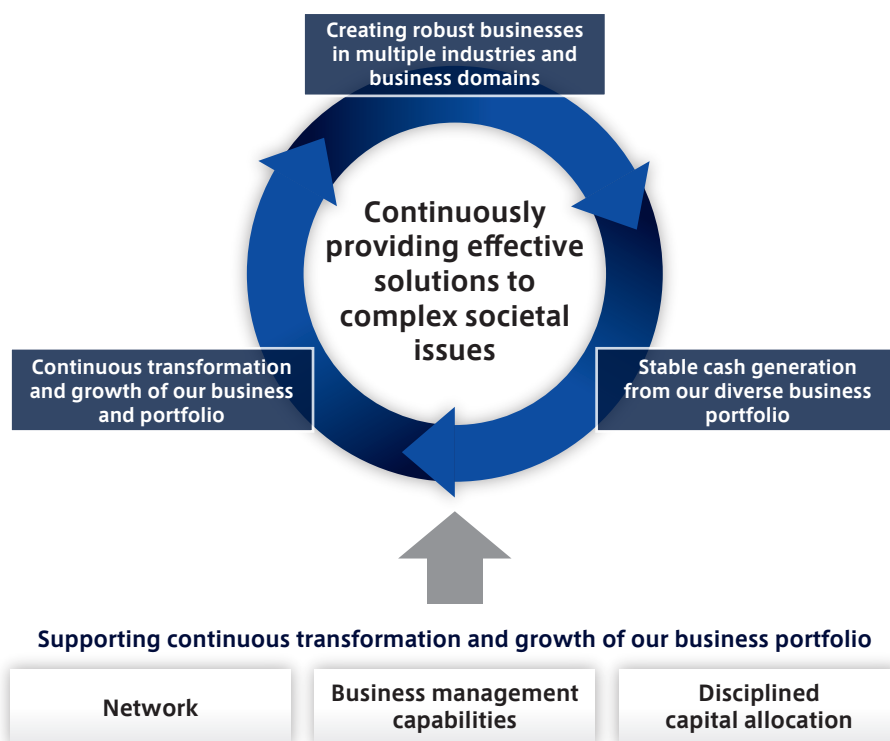 Creating robust businesses
in multiple industries and
business domains
Continuously
providing effective
solutions to
complex societal
issues
Continuous transformation
and growth of our business
and portfolio
Stable cash generation
from our diverse business
portfolio
Supporting continuous transformation and growth of our business portfolio
Network
Business management
capabilities
Disciplined
capital allocation